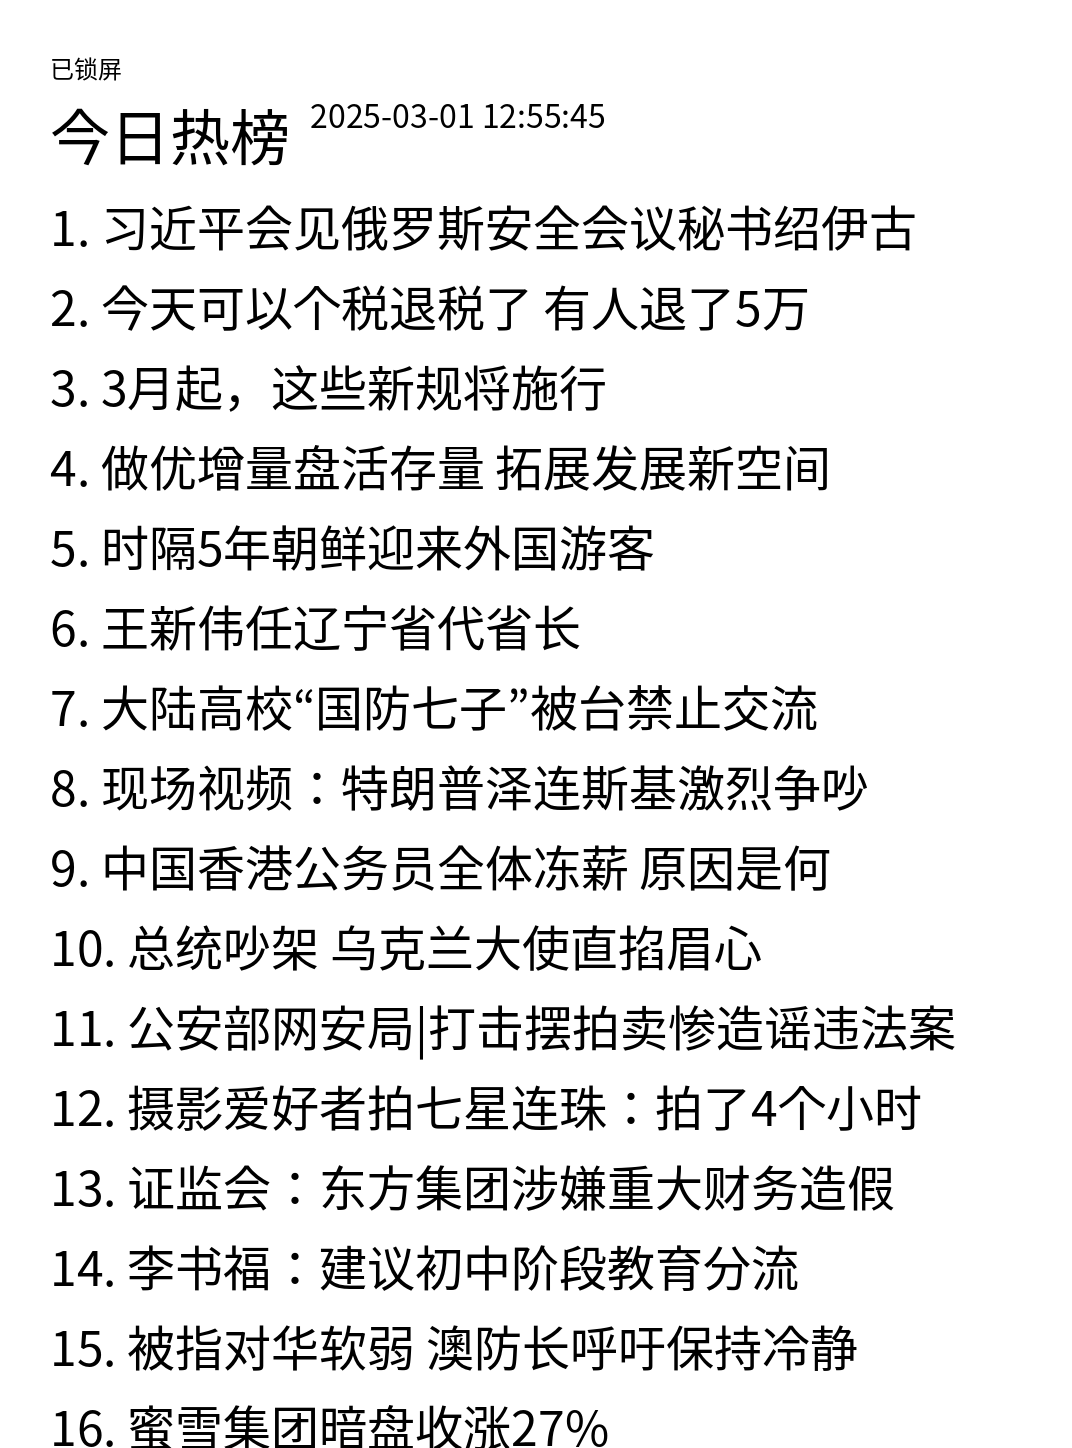 已锁屏
今日热榜 2025-03-01 12:55:45
1. 习近平会见俄罗斯安全会议秘书绍伊古
2. 今天可以个税退税了 有人退了5万
3. 3月起，这些新规将施行
4. 做优增量盘活存量 拓展发展新空间
5. 时隔5年朝鲜迎来外国游客
6. 王新伟任辽宁省代省长
7. 大陆高校“国防七子”被台禁止交流
8. 现场视频：特朗普泽连斯基激烈争吵
9. 中国香港公务员全体冻薪 原因是何
10. 总统吵架 乌克兰大使直掐眉心
11. 公安部网安局|打击摆拍卖惨造谣违法案
12. 摄影爱好者拍七星连珠：拍了4个小时
13. 证监会：东方集团涉嫌重大财务造假
14. 李书福：建议初中阶段教育分流
15. 被指对华软弱 澳防长呼吁保持冷静
16. 蜜雪集团暗盘收涨27%